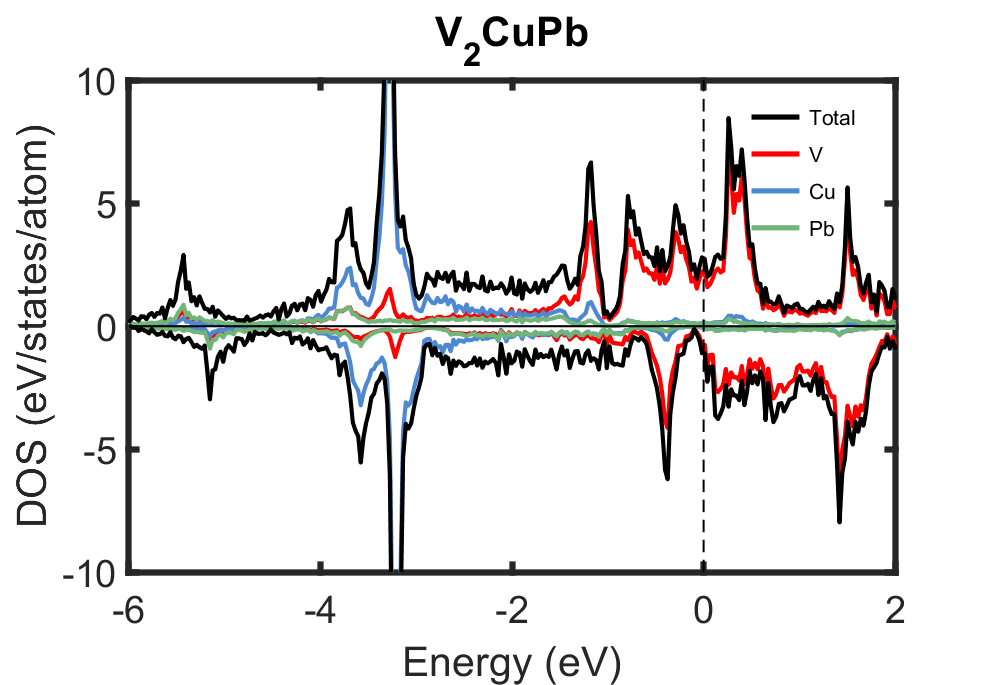 V₂CuPb
10
5
0
-5
-10
DOS (eV/states/atom)
Total
V
Cu
Pb
-6 -4 -2 0 2
Energy (eV)